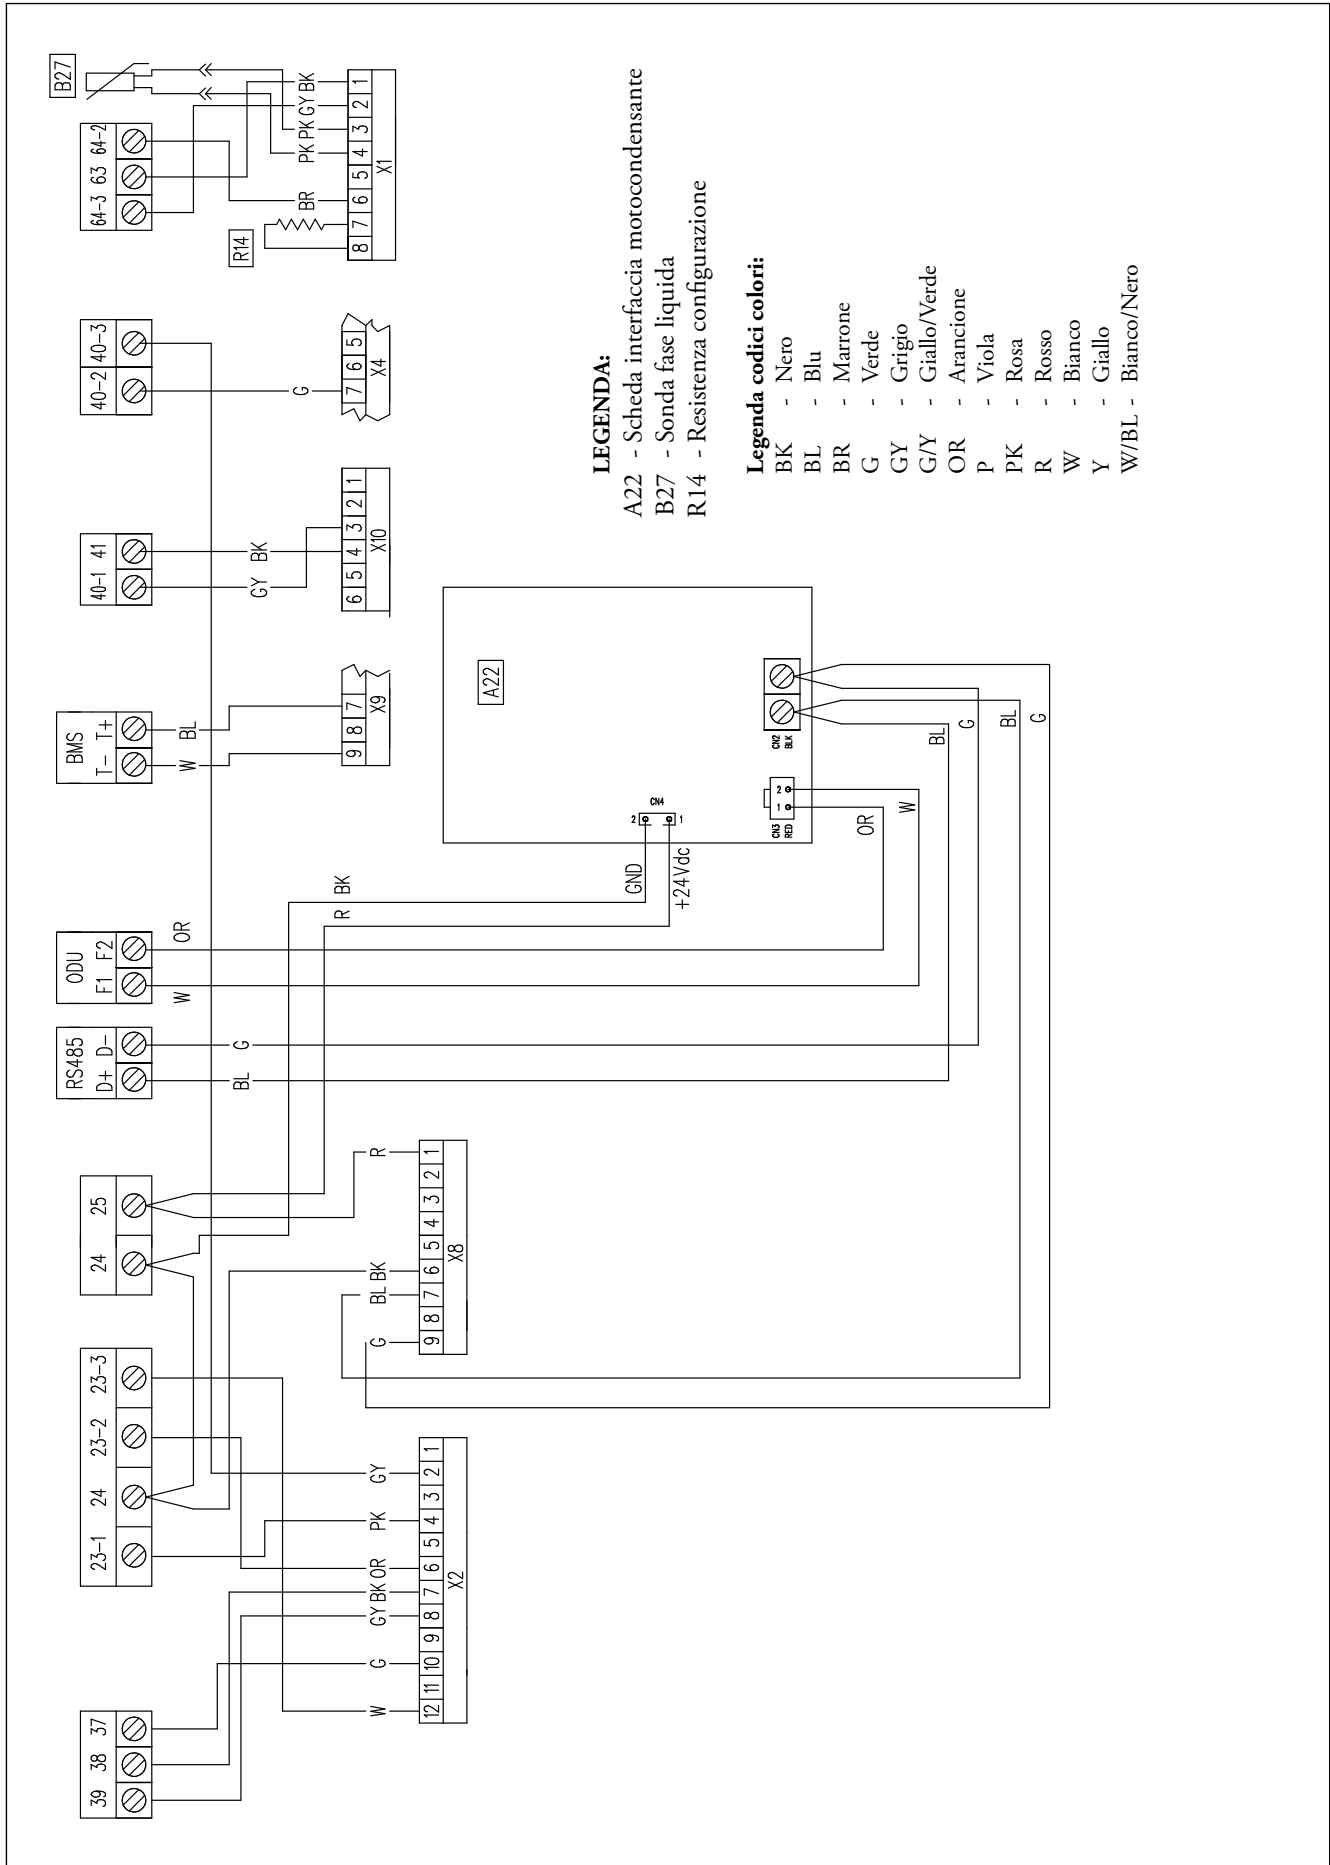 39 38 37
23-1 24 23-2 23-3
24 25
RS485
D+ D-
ODU
F1 F2
BMS
T- T+
40-1 41
40-2 40-3
64-3 63 64-2
B27
R14
W OR
BL G
W BL
GY BK
G
BR PK PK GY BK
8 7 6 5 4 3 2 1
X1
7 6 5
X4
6 5 4 3 2 1
X10
9 8 7
X9
R BK
W G GY BK OR PK GY
12 11 10 9 8 7 6 5 4 3 2 1
X2
G BL BK R
9 8 7 6 5 4 3 2 1
X8
A22
GND
+24Vdc
2 1
CN4
CN3
RED
1 2
CN2
BLK
OR W
BL G
BL G
LEGENDA:
A22 - Scheda interfaccia motocondensante
B27 - Sonda fase liquida
R14 - Resistenza configurazione
Legenda codici colori:
BK - Nero
BL - Blu
BR - Marrone
G - Verde
GY - Grigio
G/Y - Giallo/Verde
OR - Arancione
P - Viola
PK - Rosa
R - Rosso
W - Bianco
Y - Giallo
W/BL - Bianco/Nero